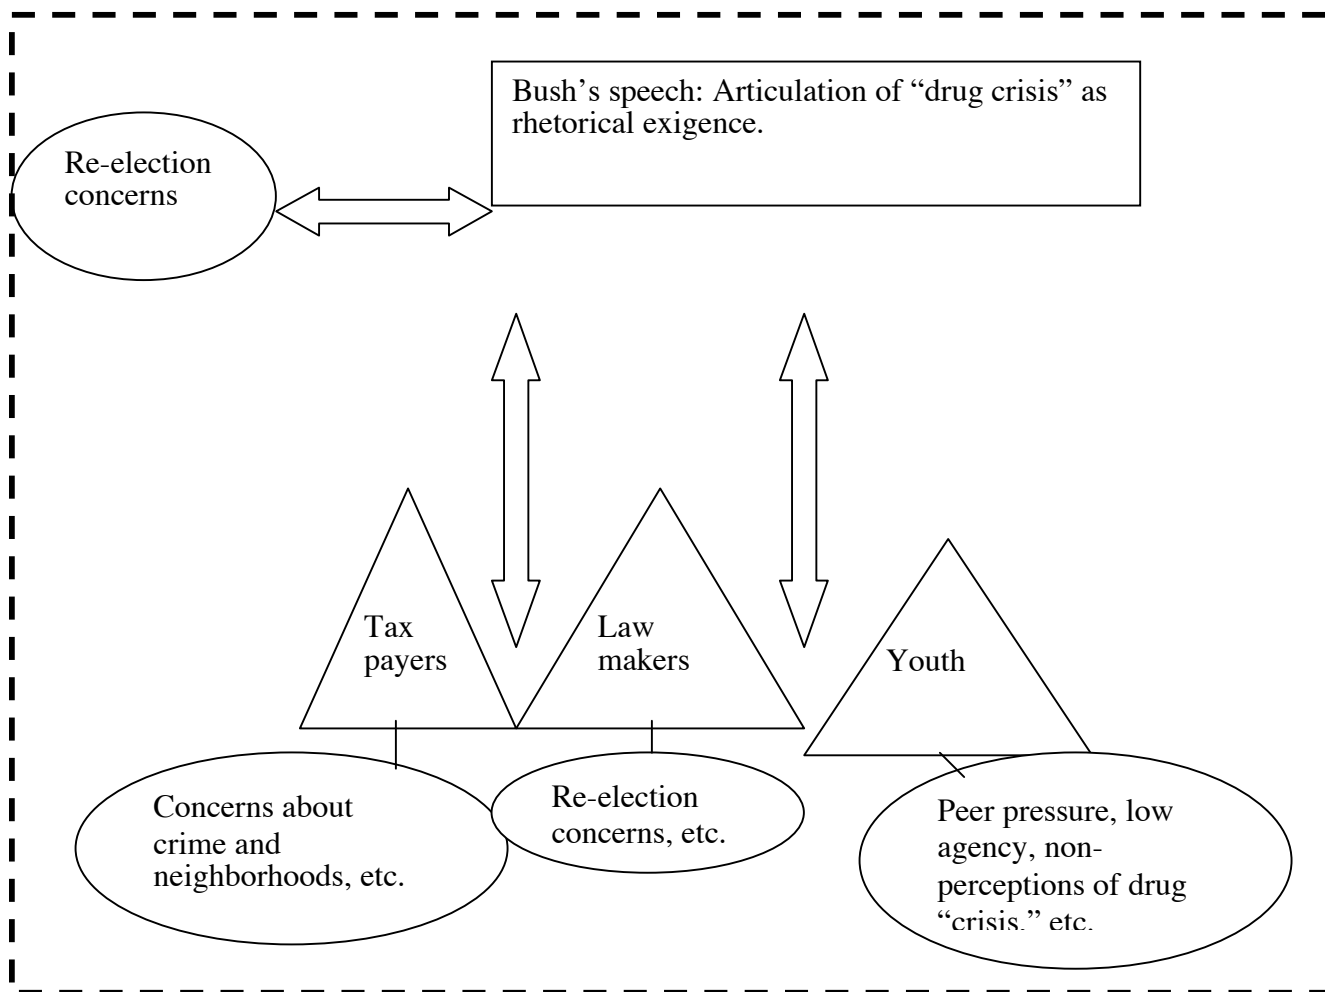 Bush’s speech: Articulation of “drug crisis” as
rhetorical exigence.
Re-election
concerns
Tax
payers
Law
makers
Youth
Concerns about
crime and
neighborhoods, etc.
Re-election
concerns, etc.
Peer pressure, low
agency, non-
perceptions of drug
“crisis,” etc.